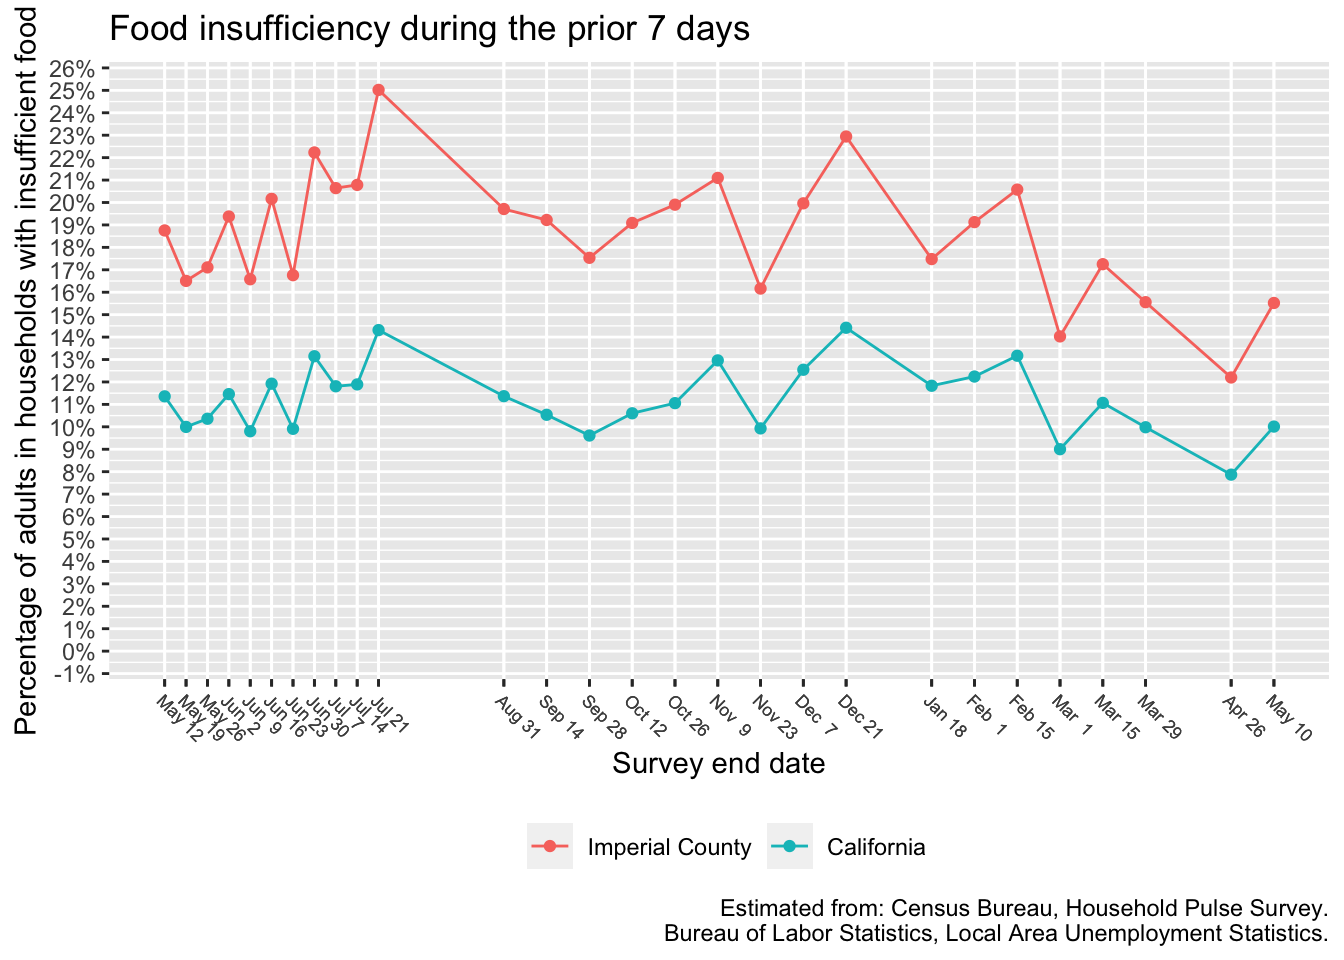 Food insufficiency during the prior 7 days
Percentage of adults in households with insufficient food
26%
25%
24%
23%
22%
21%
20%
19%
18%
17%
16%
15%
14%
13%
12%
11%
10%
9%
8%
7%
6%
5%
4%
3%
2%
1%
0%
-1%
May 12
May 19
May 26
Jun 2
Jun 9
Jun 16
Jun 23
Jun 30
Jul 7
Jul 14
Jul 21
Aug 31
Sep 14
Sep 28
Oct 12
Oct 26
Nov 9
Nov 23
Dec 7
Dec 21
Jan 18
Feb 1
Feb 15
Mar 1
Mar 15
Mar 29
Apr 26
May 10
Survey end date
Imperial County
California
Estimated from: Census Bureau, Household Pulse Survey.
Bureau of Labor Statistics, Local Area Unemployment Statistics.